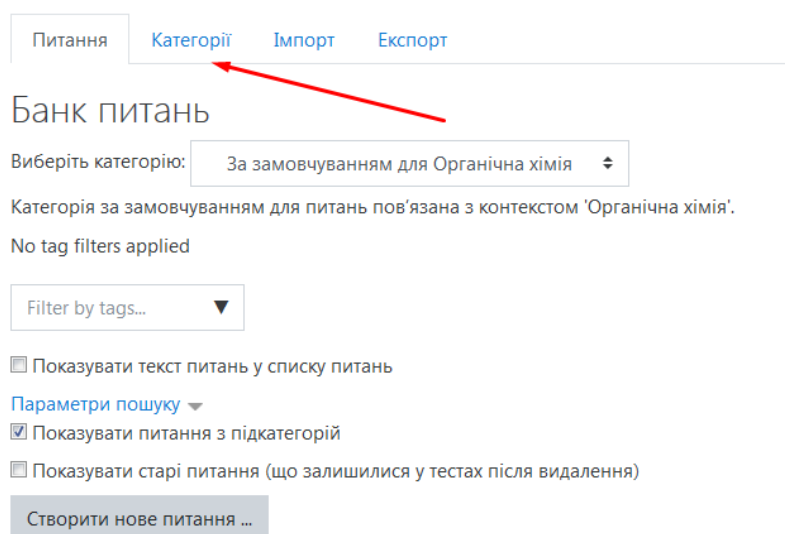 Питання Категорії Імпорт Експорт
Банк питань
Виберіть категорію: За замовчуванням для Органічна хімія
Категорія за замовчуванням для питань пов'язана з контекстом 'Органічна хімія'.
No tag filters applied
Filter by tags...
Показувати текст питань у списку питань
Параметри пошуку
Показувати питання з підкатегорій
Показувати старі питання (що залишилися у тестах після видалення)
Створити нове питання ...